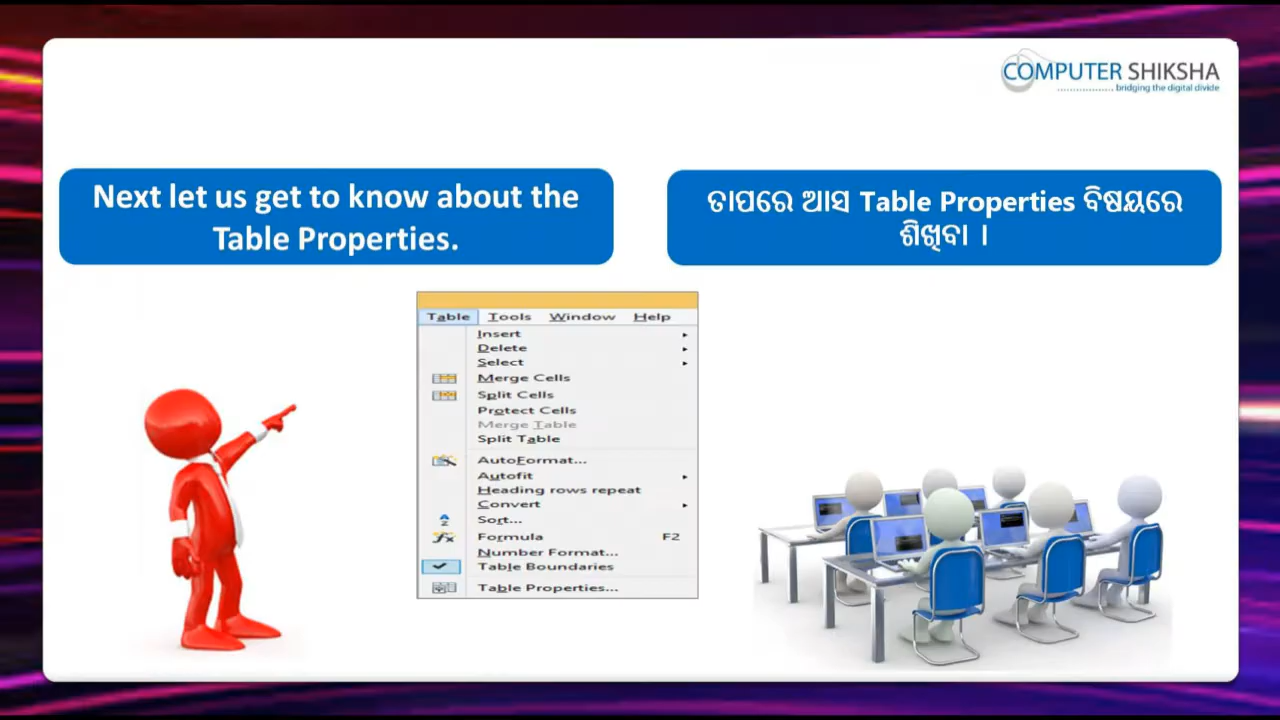 COMPUTER SHIKSHA
bridging the digital divide
Next let us get to know about the
Table Properties.
ତାପରେ ଆସ Table Properties ବିଷୟରେ
ଶିଖିବା ।
Table Tools Window Help
Insert
Delete
Select
Merge Cells
Split Cells
Protect Cells
Merge Table
Split Table
AutoFormat...
Autofit
Heading rows repeat
Convert
Sort...
Formula F2
Number Format...
Table Boundaries
Table Properties...